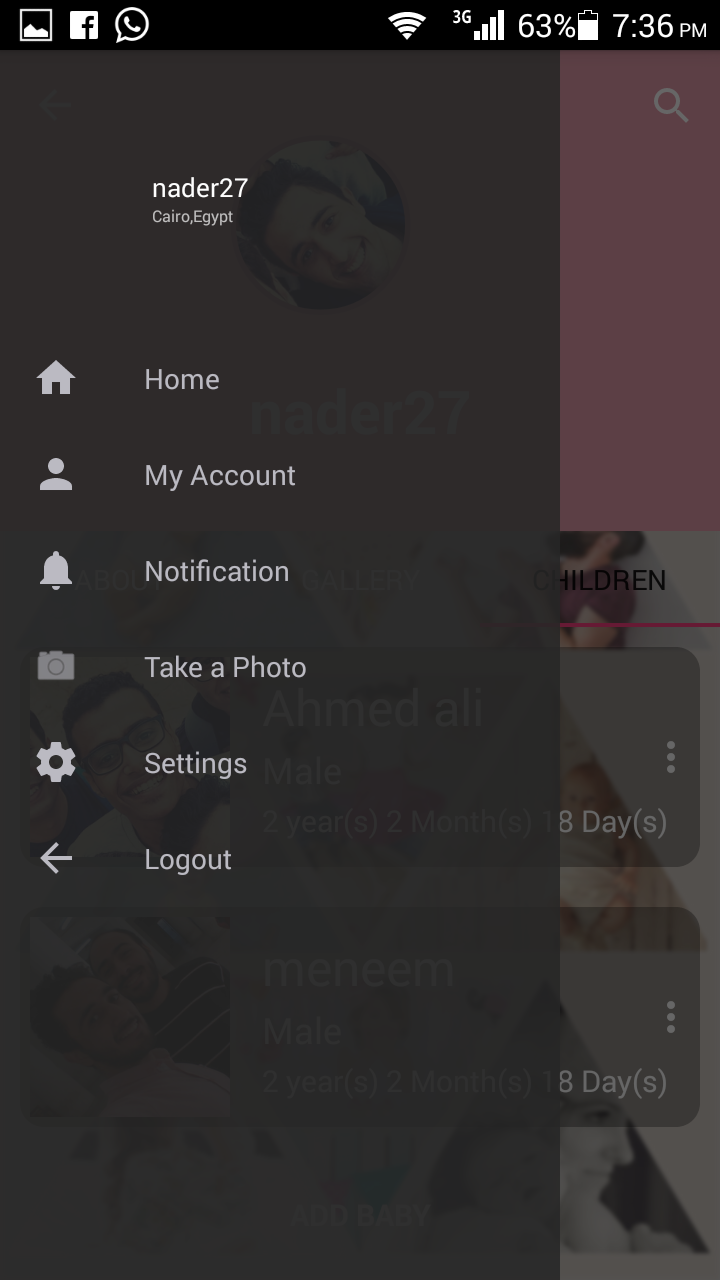 3G 63% 7:36 PM
nader27
Cairo,Egypt
Home
nader27
My Account
Notification
ABOUT GALLERY CHILDREN
Take a Photo
Ahmed ali
Male
Settings
2 year(s) 2 Month(s) 18 Day(s)
Logout
meneem
Male
2 year(s) 2 Month(s) 18 Day(s)
ADD BABY